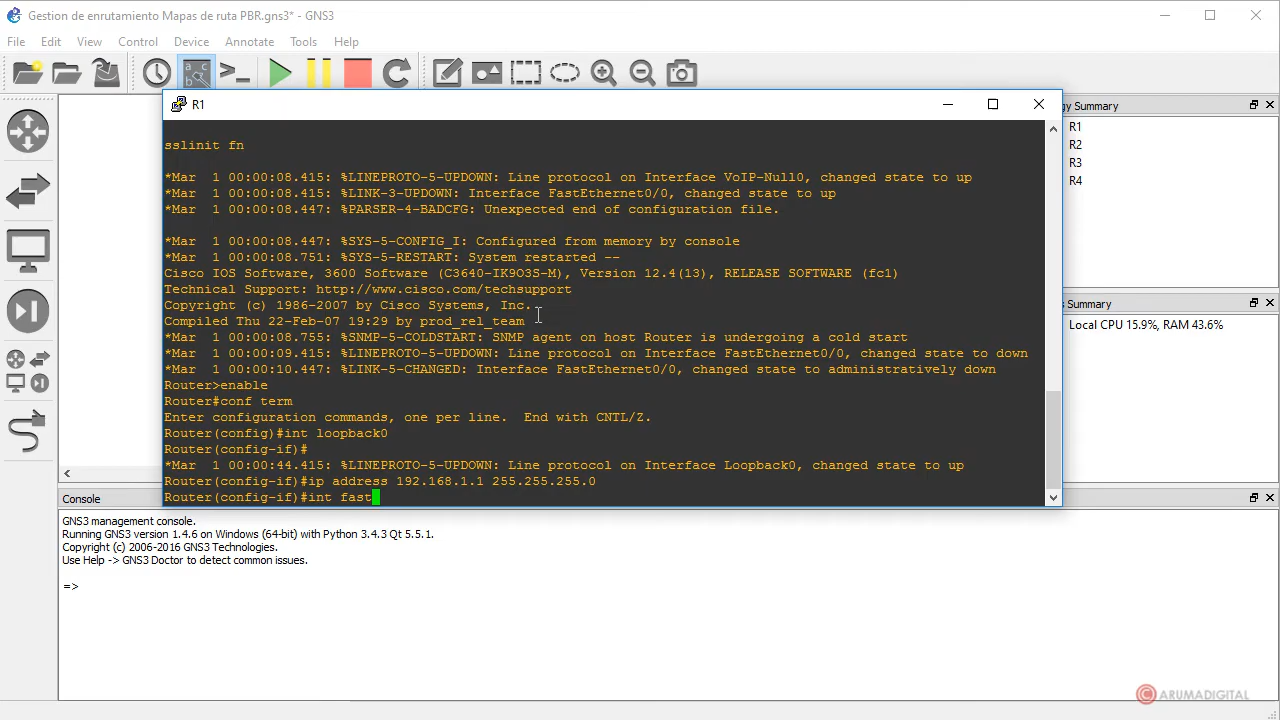 Gestion de enrutamiento Mapas de ruta PBR.gns3* - GNS3
File Edit View Control Device Annotate Tools Help
R1
sslinit fn
*Mar  1 00:00:08.415: %LINEPROTO-5-UPDOWN: Line protocol on Interface VoIP-Null0, changed state to up
*Mar  1 00:00:08.415: %LINK-3-UPDOWN: Interface FastEthernet0/0, changed state to up
*Mar  1 00:00:08.447: %PARSER-4-BADCFG: Unexpected end of configuration file.
*Mar  1 00:00:08.447: %SYS-5-CONFIG_I: Configured from memory by console
*Mar  1 00:00:08.751: %SYS-5-RESTART: System restarted --
Cisco IOS Software, 3600 Software (C3640-IK9O3S-M), Version 12.4(13), RELEASE SOFTWARE (fc1)
Technical Support: http://www.cisco.com/techsupport
Copyright (c) 1986-2007 by Cisco Systems, Inc.
Compiled Thu 22-Feb-07 19:29 by prod_rel_team
*Mar  1 00:00:08.755: %SNMP-5-COLDSTART: SNMP agent on host Router is undergoing a cold start
*Mar  1 00:00:09.415: %LINEPROTO-5-UPDOWN: Line protocol on Interface FastEthernet0/0, changed state to down
*Mar  1 00:00:10.447: %LINK-5-CHANGED: Interface FastEthernet0/0, changed state to administratively down
Router>enable
Router#conf term
Enter configuration commands, one per line.  End with CNTL/Z.
Router(config)#int loopback0
Router(config-if)#
*Mar  1 00:00:44.415: %LINEPROTO-5-UPDOWN: Line protocol on Interface Loopback0, changed state to up
Router(config-if)#ip address 192.168.1.1 255.255.255.0
Router(config-if)#int fast
gy Summary
R1
R2
R3
R4
s Summary
Local CPU 15.9%, RAM 43.6%
Console
GNS3 management console.
Running GNS3 version 1.4.6 on Windows (64-bit) with Python 3.4.3 Qt 5.5.1.
Copyright (c) 2006-2016 GNS3 Technologies.
Use Help -> GNS3 Doctor to detect common issues.
=>
C ARUMADIGITAL